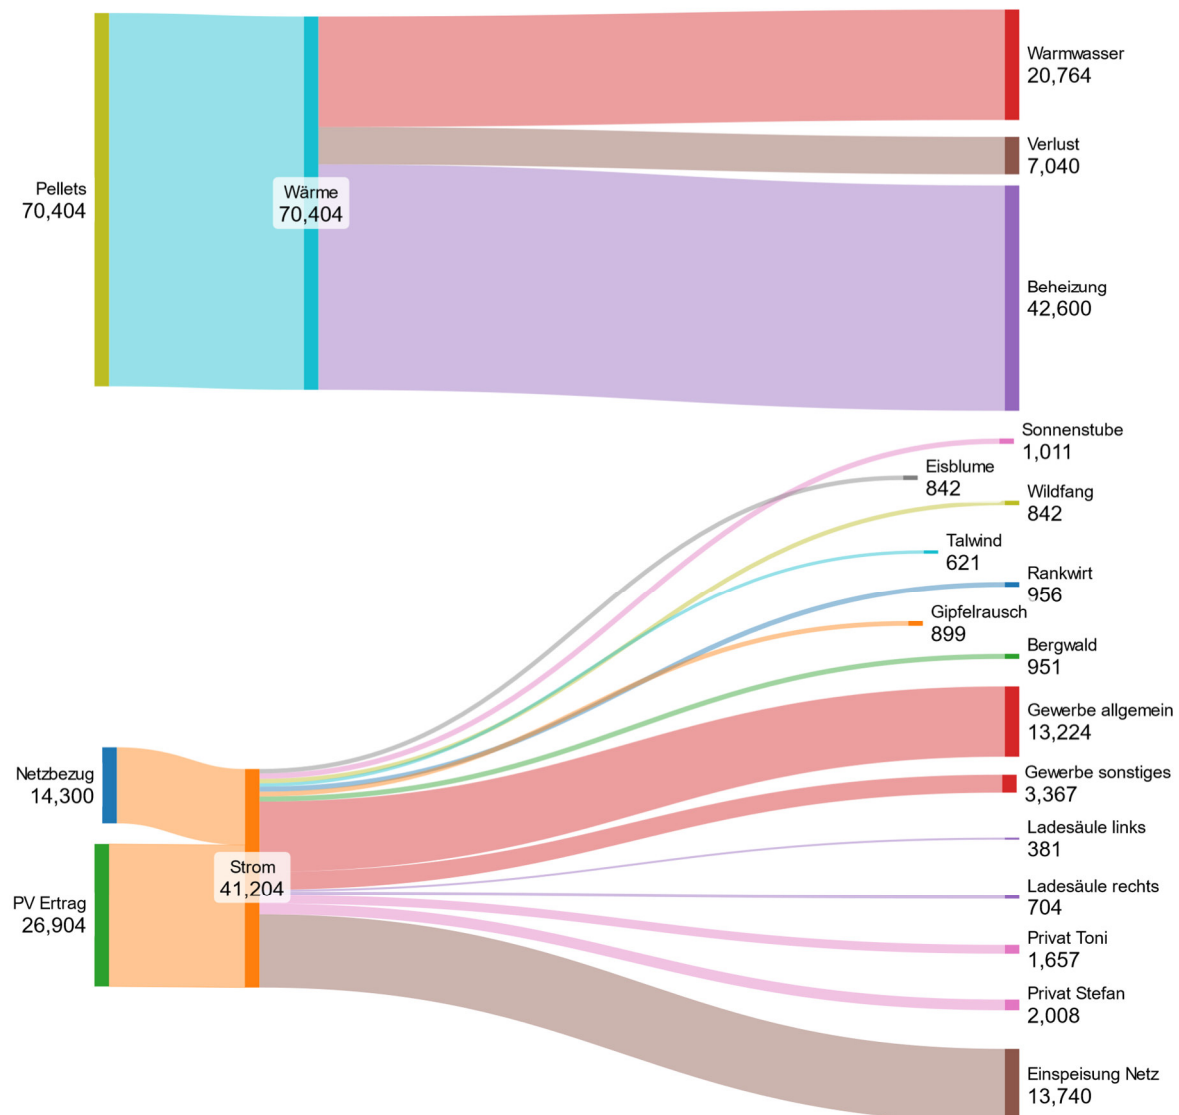 Warmwasser
20,764
Verlust
7,040
Pellets
70,404
Wärme
70,404
Beheizung
42,600
Sonnenstube
1,011
Eisblume
842
Wildfang
842
Talwind
621
Rankwirt
956
Gipfelrausch
899
Bergwald
951
Gewerbe allgemein
13,224
Netzbezug
14,300
Gewerbe sonstiges
3,367
Ladesäule links
381
Strom
41,204
PV Ertrag
26,904
Ladesäule rechts
704
Privat Toni
1,657
Privat Stefan
2,008
Einspeisung Netz
13,740